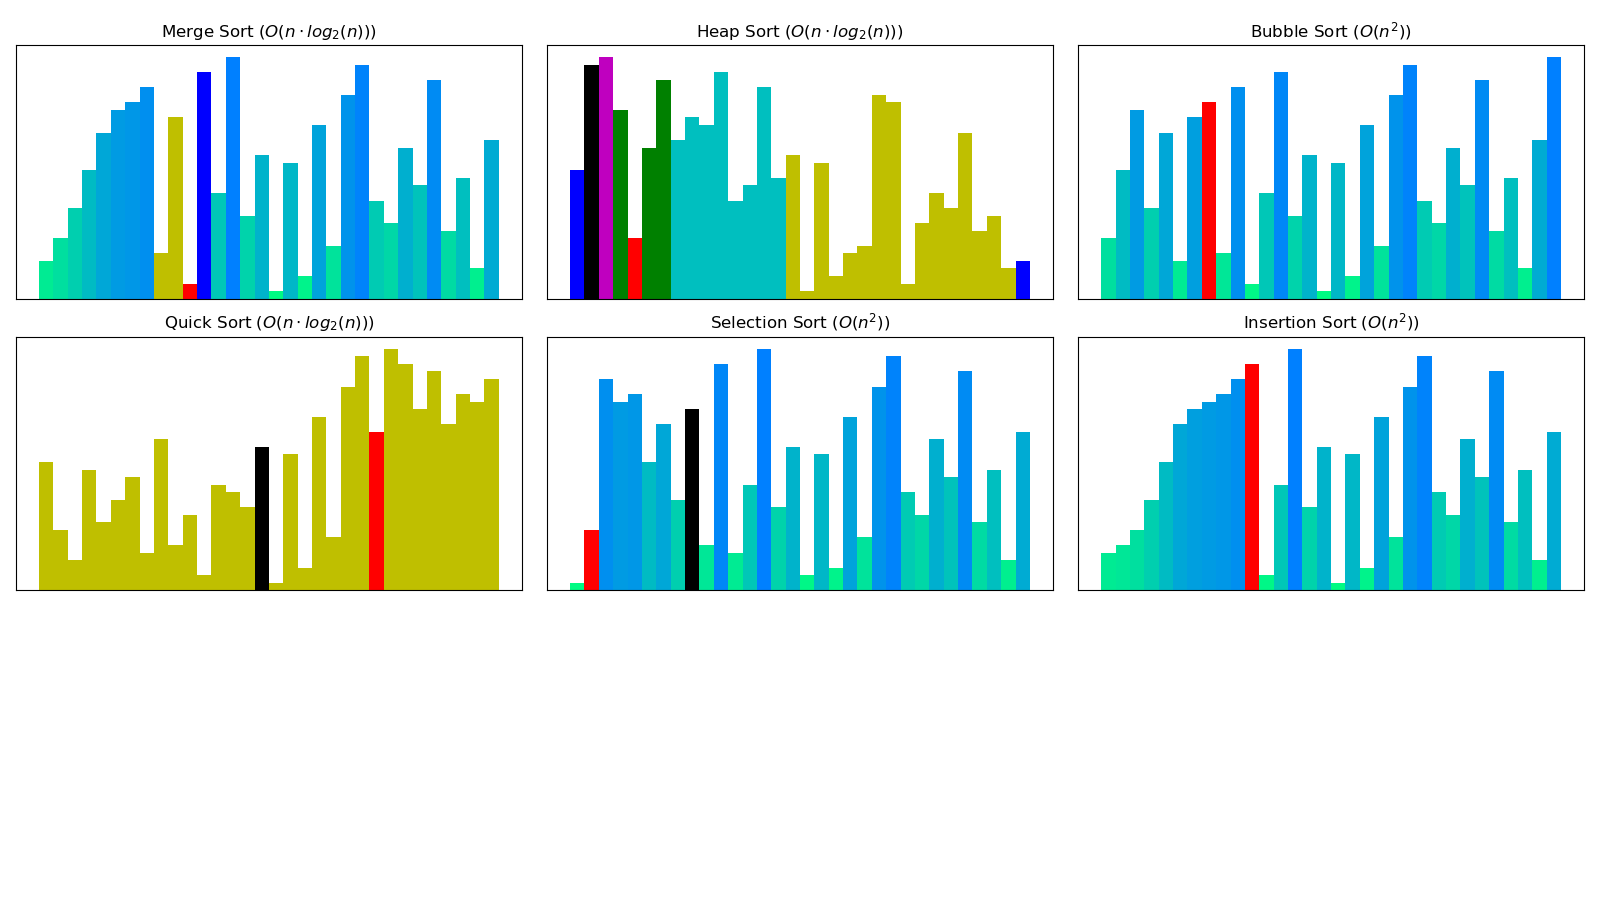 Merge Sort (O(n · log₂(n)))
Heap Sort (O(n · log₂(n)))
Bubble Sort (O(n²))
Quick Sort (O(n · log₂(n)))
Selection Sort (O(n²))
Insertion Sort (O(n²))